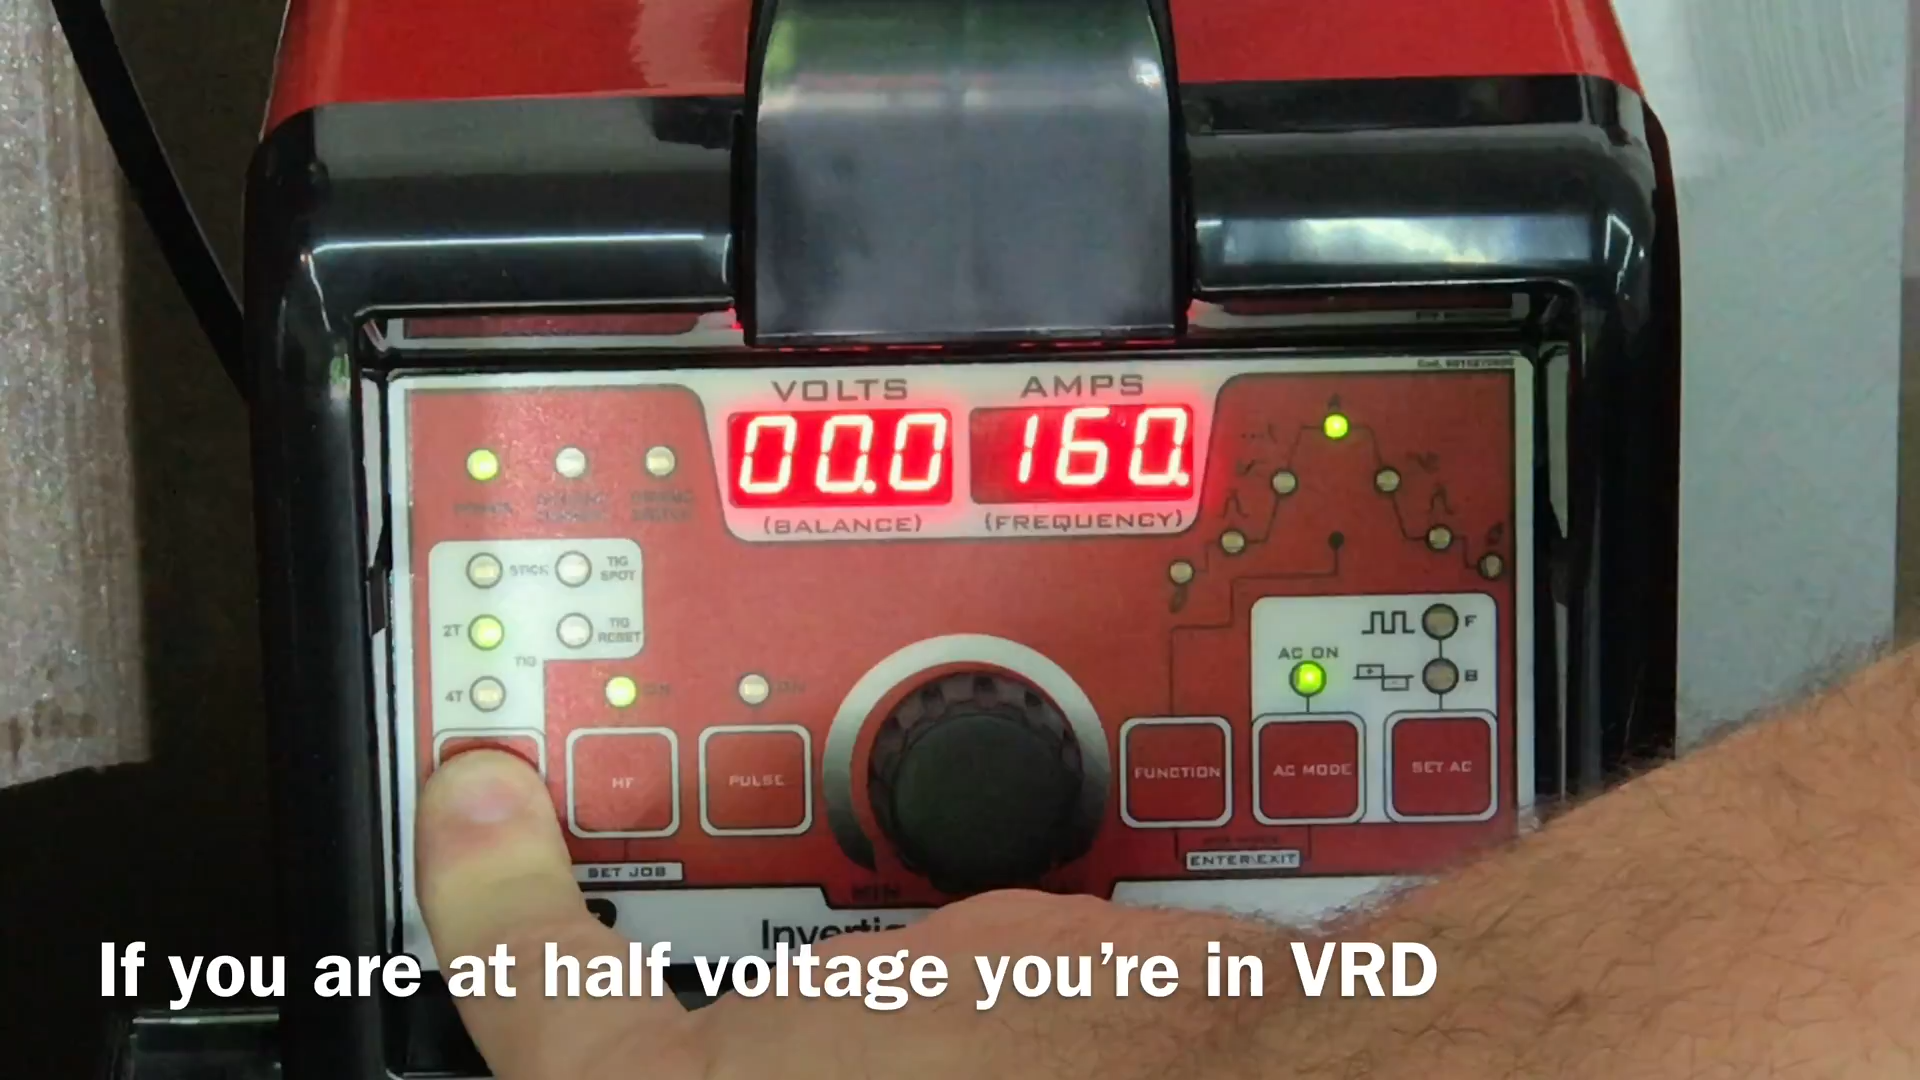 VOLTS AMPS
00.0 160.
(BALANCE) (FREQUENCY)
POWER
STICK TIG SPOT
2T TIG RESET
TIG
4T
ON ON
AC ON
F
B
HF PULSE FUNCTION AC MODE SET AC
SET JOB
ENTER\EXIT
MIN
If you are at half voltage you're in VRD